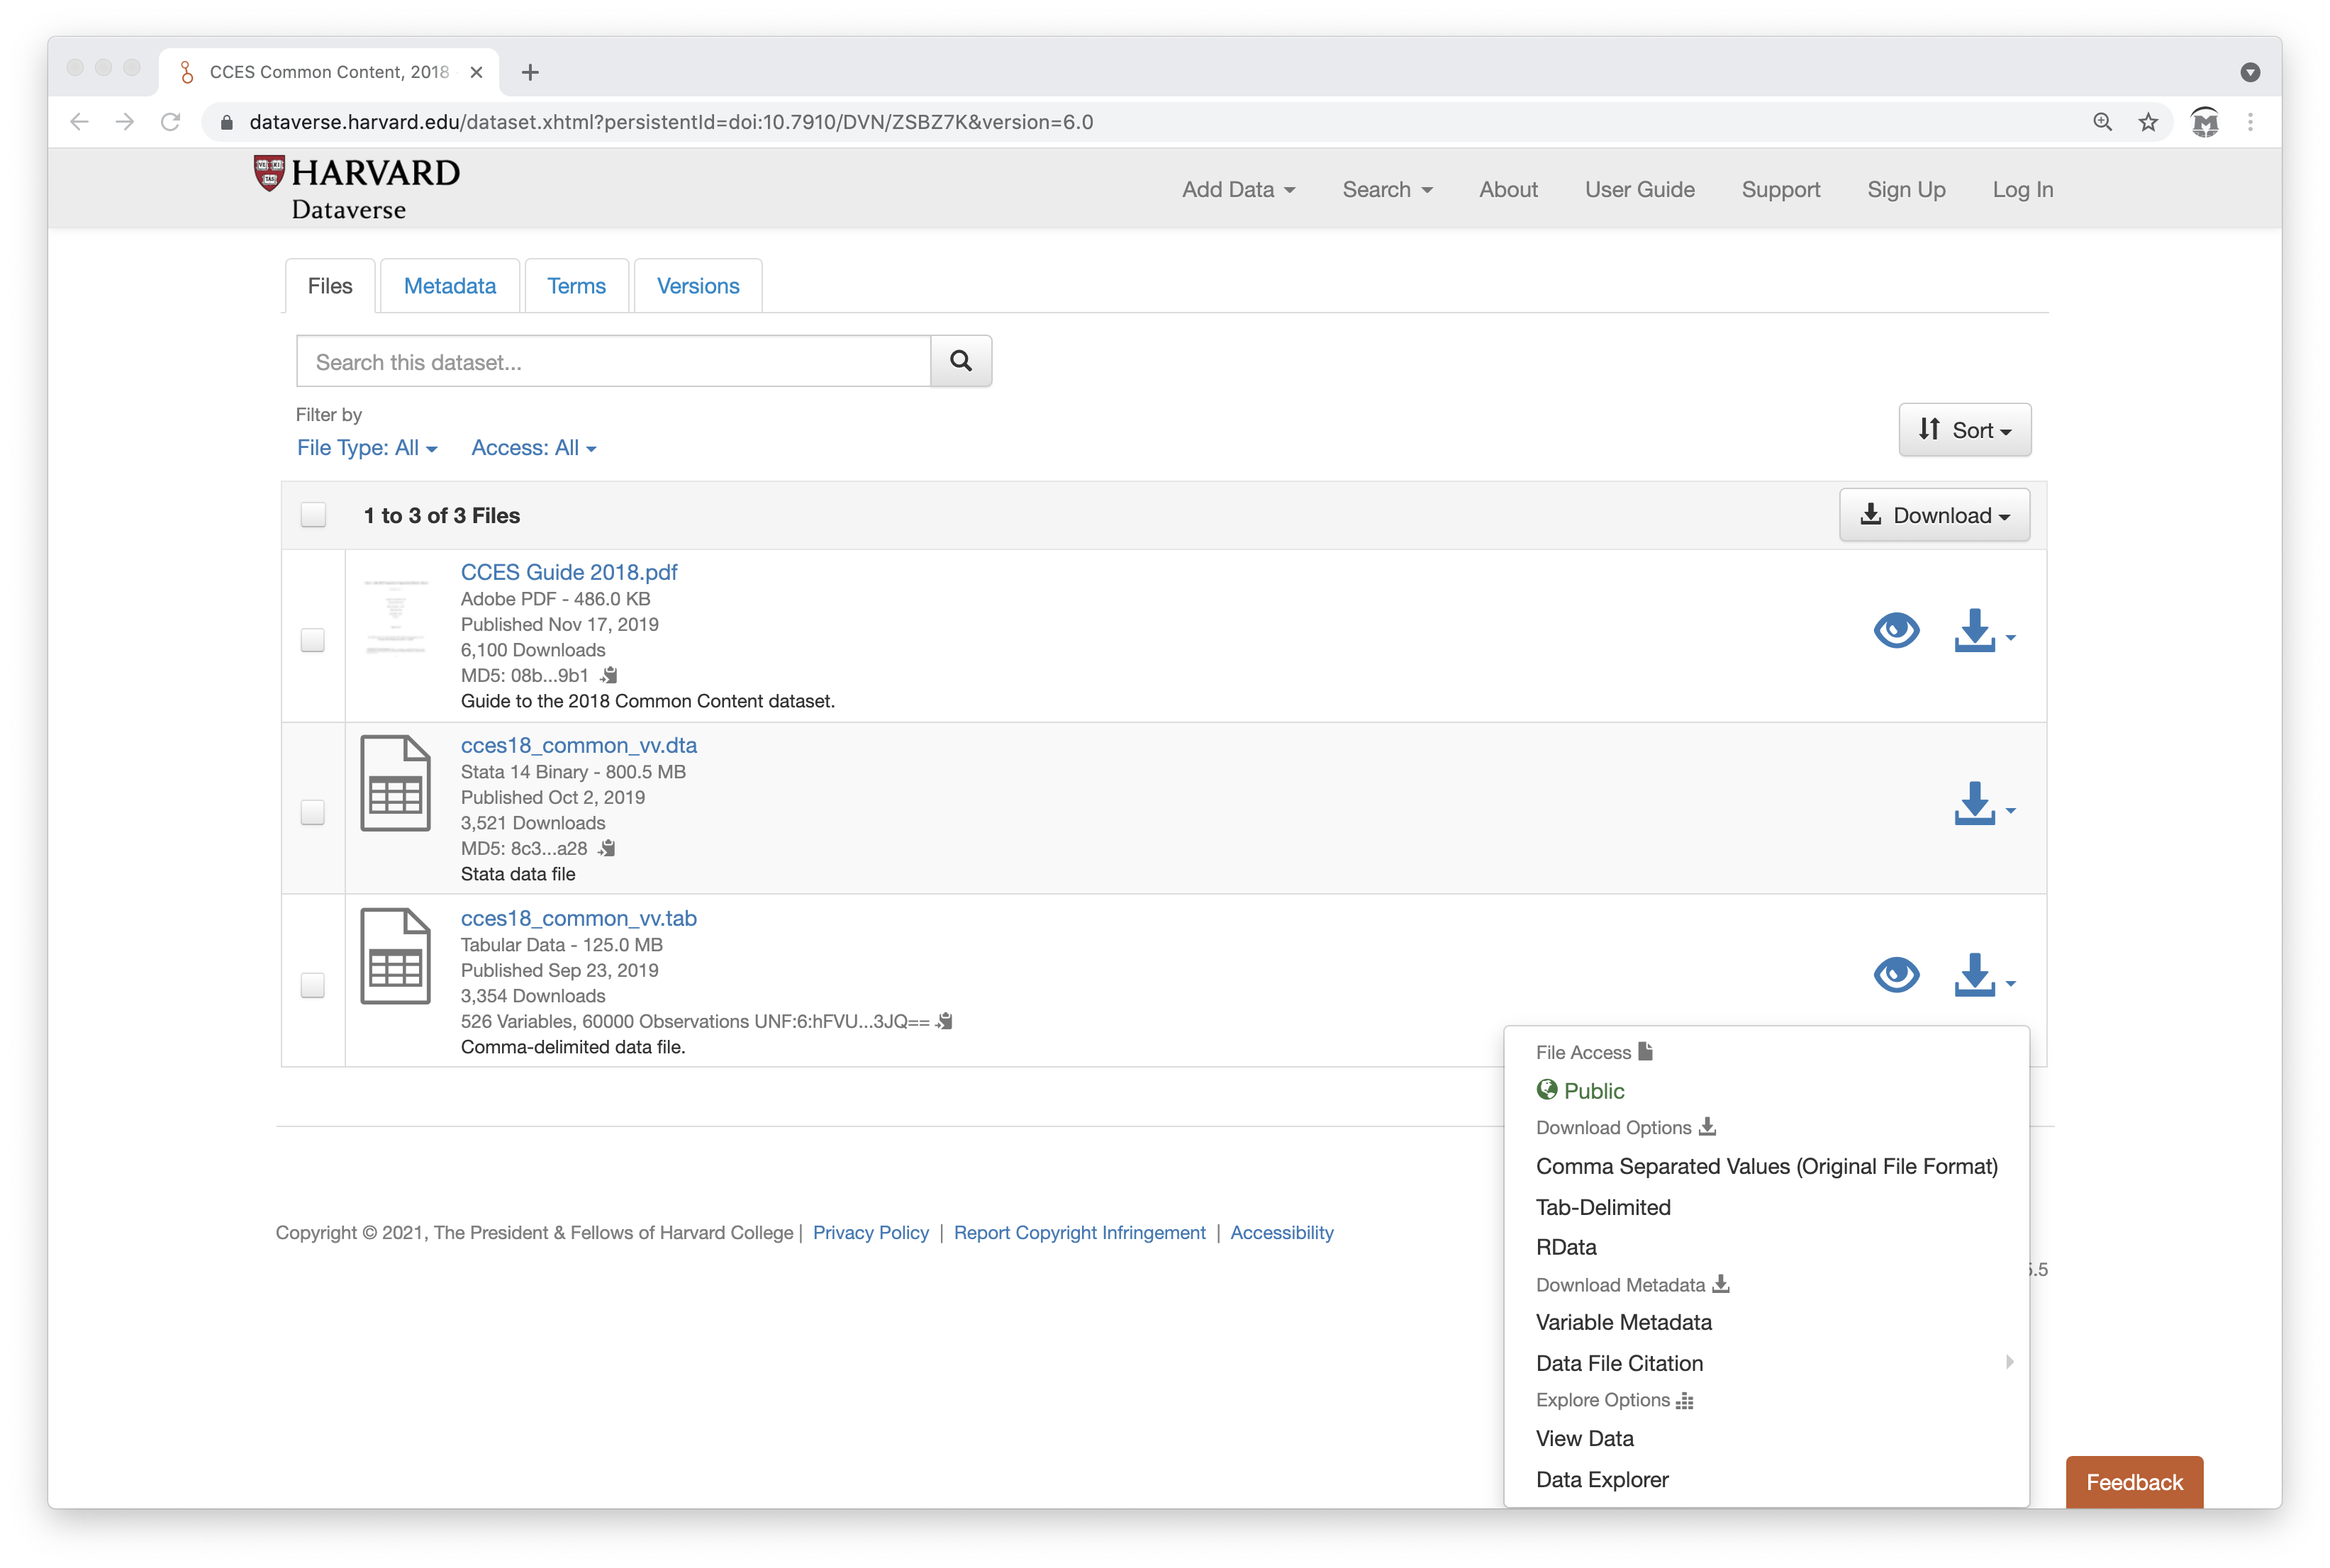 CCES Common Content, 2018
dataverse.harvard.edu/dataset.xhtml?persistentId=doi:10.7910/DVN/ZSBZ7K&version=6.0
HARVARD
Dataverse
Add Data
Search
About
User Guide
Support
Sign Up
Log In
Files
Metadata
Terms
Versions
Search this dataset...
Filter by
File Type: All
Access: All
Sort
1 to 3 of 3 Files
Download
CCES Guide 2018.pdf
Adobe PDF - 486.0 KB
Published Nov 17, 2019
6,100 Downloads
MD5: 08b...9b1
Guide to the 2018 Common Content dataset.
cces18_common_vv.dta
Stata 14 Binary - 800.5 MB
Published Oct 2, 2019
3,521 Downloads
MD5: 8c3...a28
Stata data file
cces18_common_vv.tab
Tabular Data - 125.0 MB
Published Sep 23, 2019
3,354 Downloads
526 Variables, 60000 Observations UNF:6:hFVU...3JQ==
Comma-delimited data file.
File Access
Public
Download Options
Comma Separated Values (Original File Format)
Tab-Delimited
RData
Download Metadata
Variable Metadata
Data File Citation
Explore Options
View Data
Data Explorer
Copyright © 2021, The President & Fellows of Harvard College | Privacy Policy | Report Copyright Infringement | Accessibility
Feedback